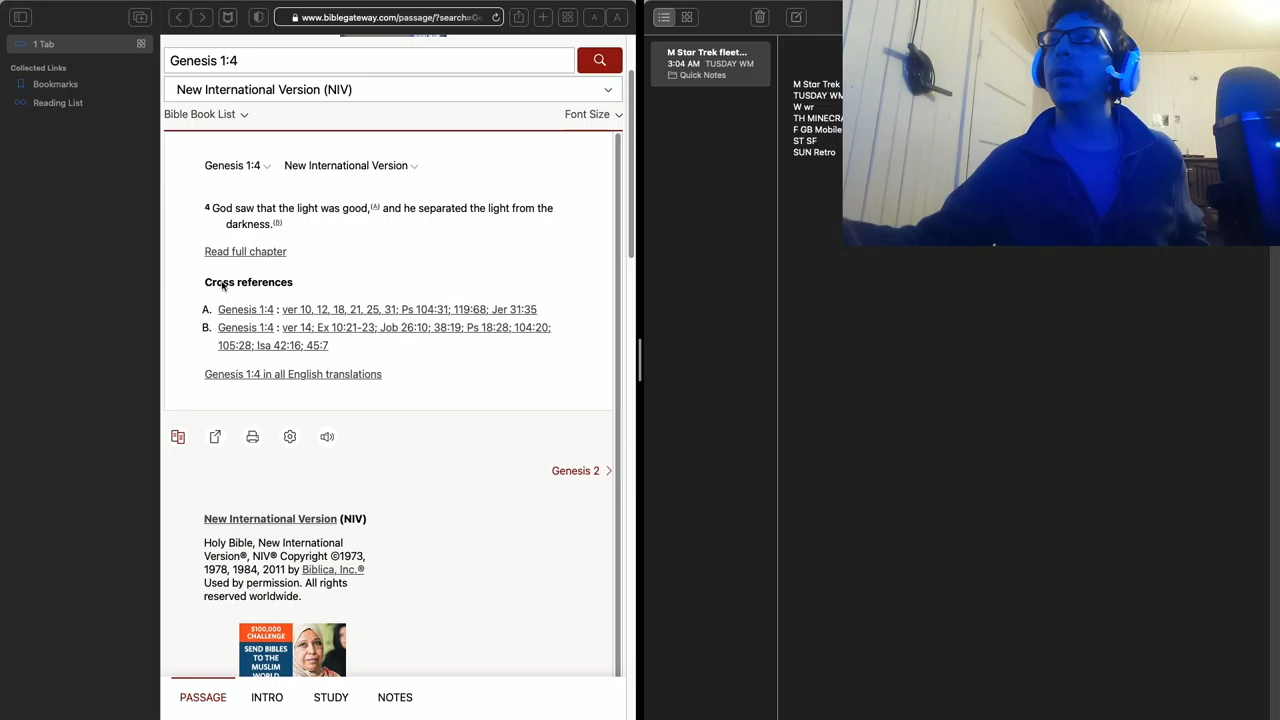 1 Tab
Collected Links
Bookmarks
Reading List
www.biblegateway.com/passage/?search=Ge
A A
Genesis 1:4
New International Version (NIV)
Bible Book List
Font Size
Genesis 1:4 New International Version
4 God saw that the light was good,(A) and he separated the light from the
darkness.(B)
Read full chapter
Cross references
A. Genesis 1:4 : ver 10, 12, 18, 21, 25, 31; Ps 104:31; 119:68; Jer 31:35
B. Genesis 1:4 : ver 14; Ex 10:21-23; Job 26:10; 38:19; Ps 18:28; 104:20;
105:28; Isa 42:16; 45:7
Genesis 1:4 in all English translations
Genesis 2
New International Version (NIV)
Holy Bible, New International
Version®, NIV® Copyright ©1973,
1978, 1984, 2011 by Biblica, Inc.®
Used by permission. All rights
reserved worldwide.
$100,000
CHALLENGE
SEND BIBLES
TO THE
MUSLIM
WORLD
PASSAGE INTRO STUDY NOTES
M Star Trek fleet...
3:04 AM TUSDAY WM
Quick Notes
M Star Trek
TUSDAY WM
W wr
TH MINECRA
F GB Mobile
ST SF
SUN Retro